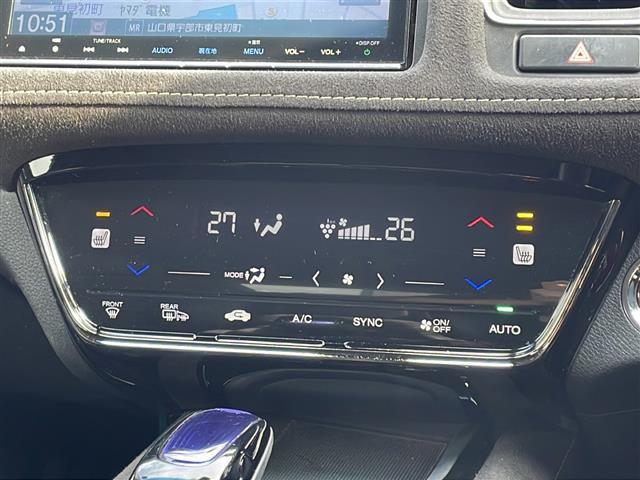 東見初町 ヤマダ電機
10:51 MR 山口県宇部市東見初町
TUNE/TRACK DISP.OFF
AUDIO 現在地 MENU VOL− VOL+
27 26
MODE
FRONT REAR A/C SYNC ON/OFF AUTO